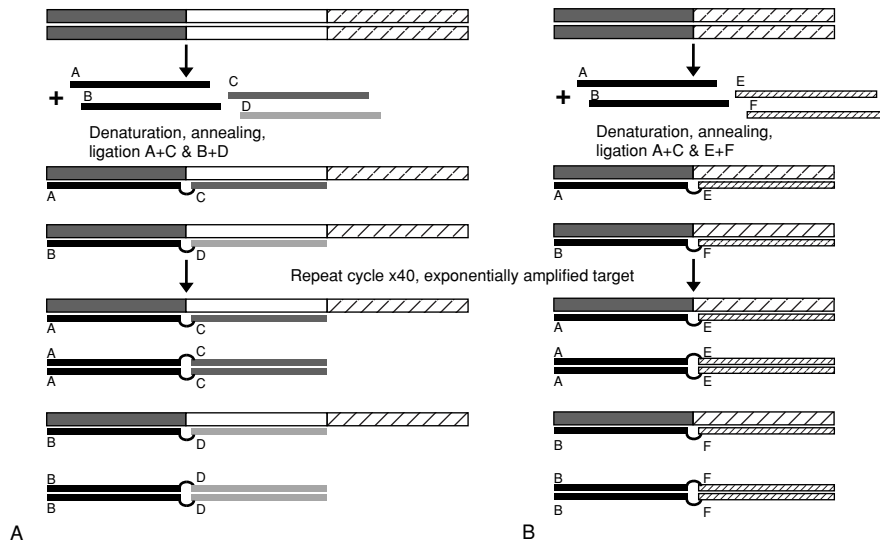 A
+
B
C
D
Denaturation, annealing,
ligation A+C & B+D
A C
B D
A C
A C
A C
B D
B D
B D
A
A
+
B
E
F
Denaturation, annealing,
ligation A+C & E+F
A E
B F
Repeat cycle x40, exponentially amplified target
A E
A E
A E
B F
B F
B F
B